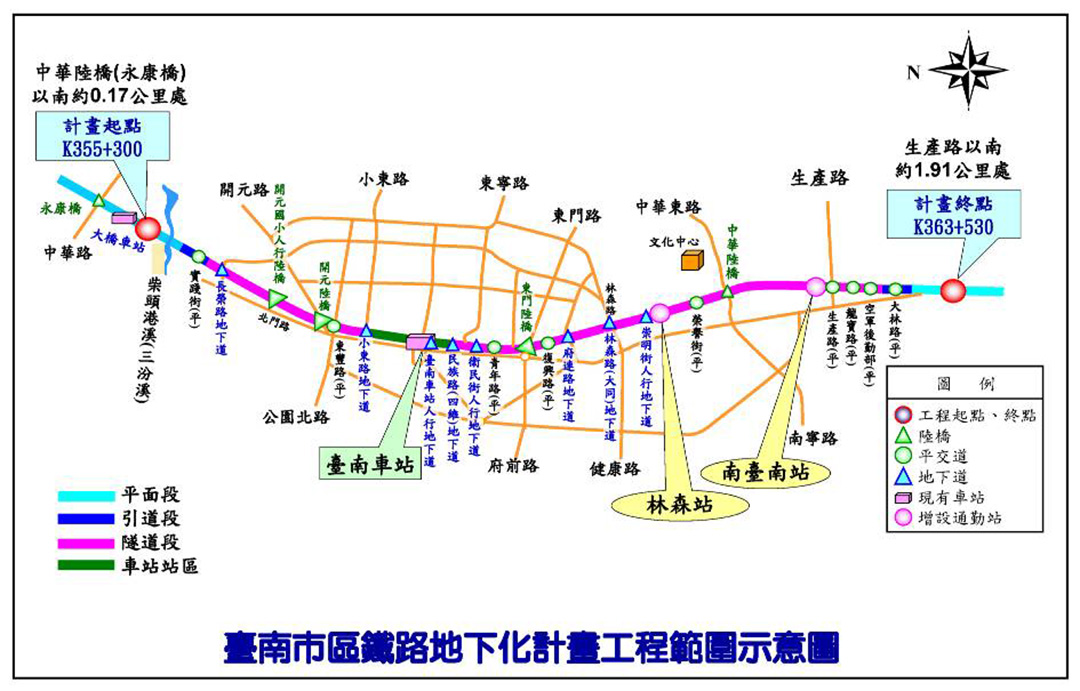 中華陸橋(永康橋)
以南約0.17公里處
計畫起點
K355+300
N
生產路以南
約1.91公里處
計畫終點
K363+530
永康橋
中華路
大橋車站
柴頭港溪(三汾溪)
實踐街(平)
長榮路地下道
北門路
開元路
開元國小人行陸橋
開元陸橋
東豐路(平)
公園北路
小東路
小東路地下道
臺南車站
臺南車站人行地下道
民族路(四維)地下道
衛民街人行地下道
青年路(平)
東寧路
東門路
東門陸橋
府前路
復興路(平)
府連路地下道
林森路
林森路(大同)地下道
健康路
崇明街人行地下道
林森站
文化中心
中華東路
榮譽街(平)
中華陸橋
南臺南站
南寧路
生產路
生產路(平)
龍寶路(平)
空軍後勤部(平)
大林路(平)
圖 例
工程起點、終點
陸橋
平交道
地下道
現有車站
增設通勤站
平面段
引道段
隧道段
車站站區
臺南市區鐵路地下化計畫工程範圍示意圖